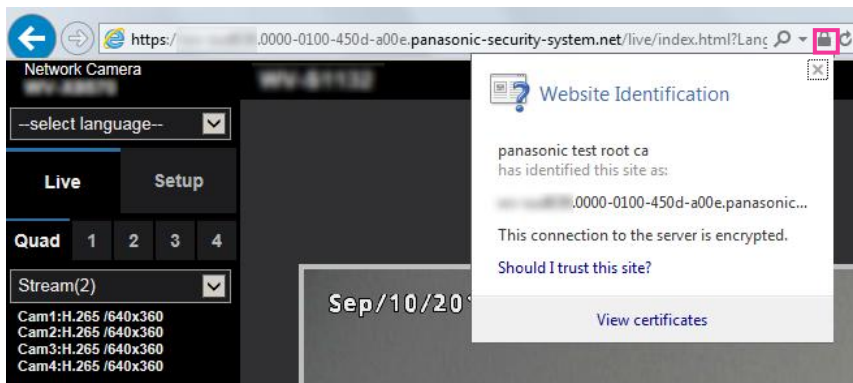 https:/ .0000-0100-450d-a00e.panasonic-security-system.net/live/index.html?Lang
Network Camera
--select language--
Live Setup
Quad 1 2 3 4
Stream(2)
Cam1:H.265 /640x360
Cam2:H.265 /640x360
Cam3:H.265 /640x360
Cam4:H.265 /640x360
Sep/10/201
Website Identification
panasonic test root ca
has identified this site as:
.0000-0100-450d-a00e.panasonic...
This connection to the server is encrypted.
Should I trust this site?
View certificates